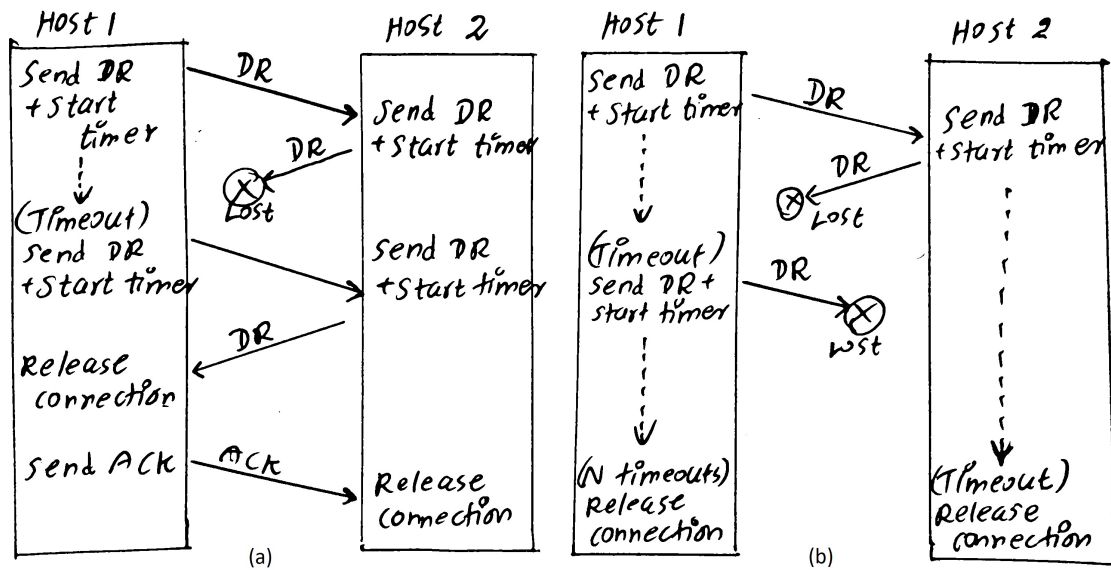 HOST 1
Send DR
+ Start
timer
(Timeout)
send DR
+ Start timer
Release
connection
send ACK
DR
DR
Lost
DR
ACK
HOST 2
Send DR
+ Start timer
Send DR
+ Start timer
Release
connection
(a)
HOST 1
Send DR
+ Start timer
(Timeout)
send DR +
start timer
(N timeouts)
Release
connection
DR
DR
Lost
DR
Lost
HOST 2
Send DR
+ Start timer
(Timeout)
Release
connection
(b)